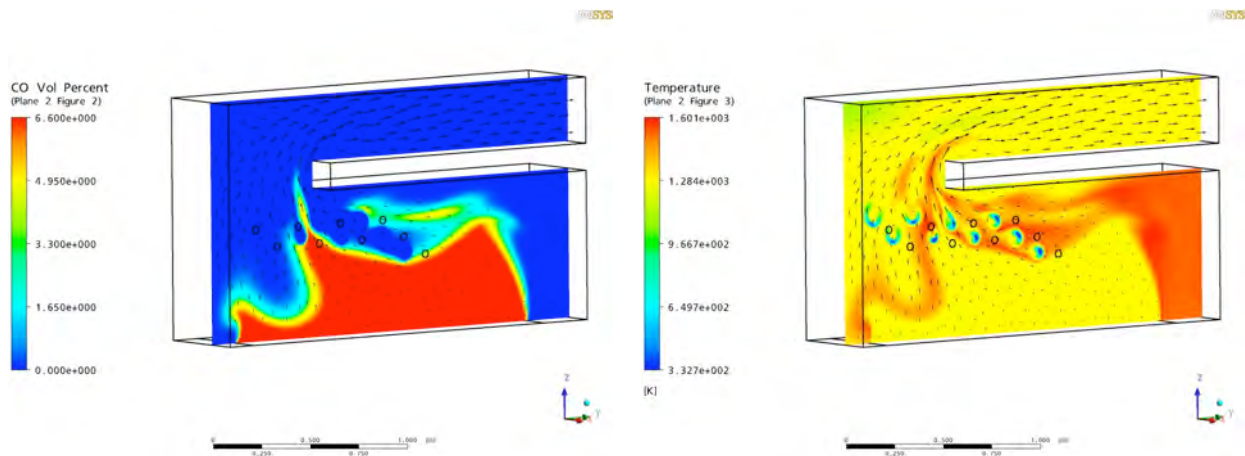 ANSYS
CO Vol Percent
(Plane 2 Figure 2)
6.600e+000
4.950e+000
3.300e+000
1.650e+000
0.000e+000
Z
Y
0
0.500
1.000
0.250
0.750
ANSYS
Temperature
(Plane 2 Figure 3)
1.601e+003
1.284e+003
9.667e+002
6.497e+002
3.327e+002
[K]
Z
Y
0
0.500
1.000
0.250
0.750